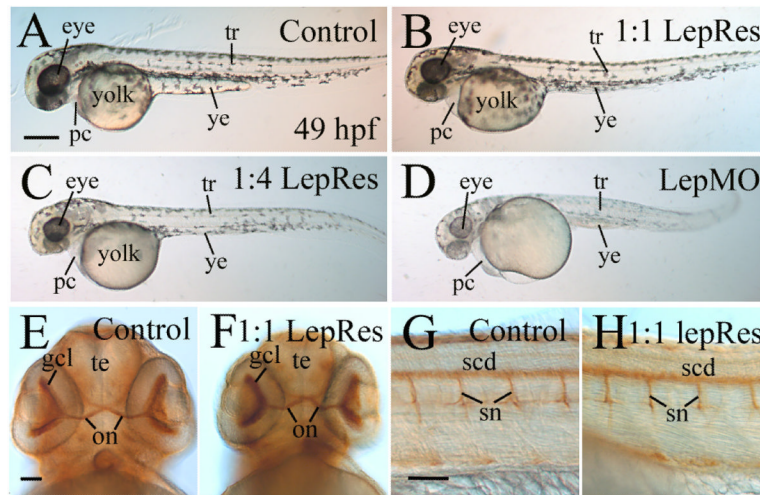 A eye tr Control
yolk
pc ye 49 hpf
B eye tr 1:1 LepRes
yolk
pc ye
C eye tr 1:4 LepRes
yolk
pc ye
D eye tr LepMO
yolk
pc ye
E Control
gcl te
on
F 1:1 LepRes
gcl te
on
G Control
scd
sn
H 1:1 lepRes
scd
sn